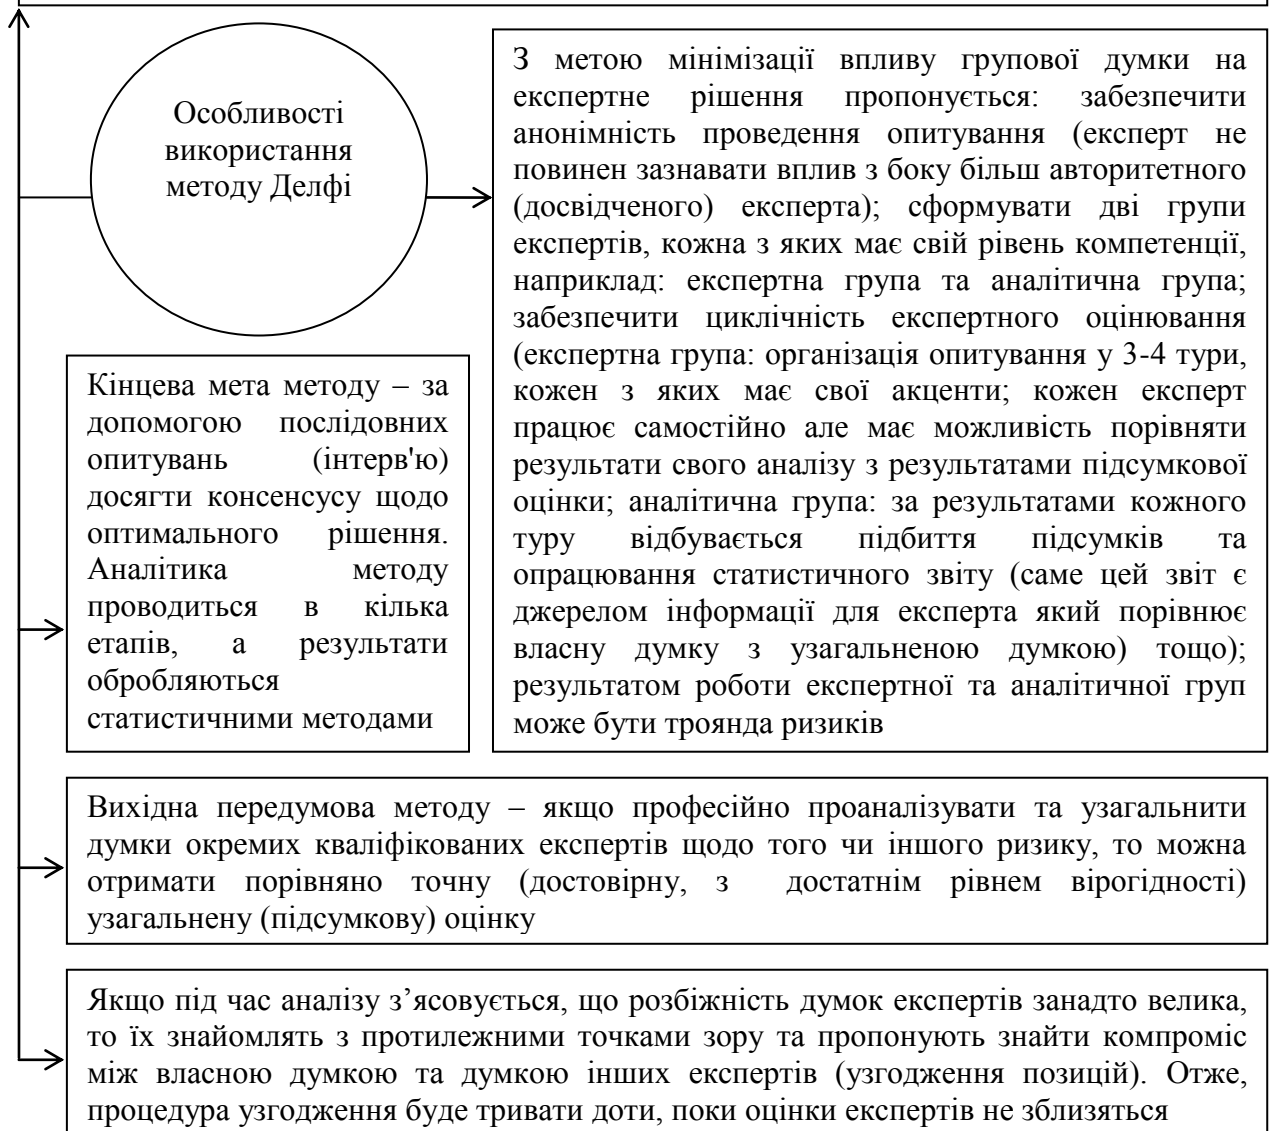 Особливості
використання
методу Делфі
З метою мінімізації впливу групової думки на
експертне рішення пропонується: забезпечити
анонімність проведення опитування (експерт не
повинен зазнавати вплив з боку більш авторитетного
(досвідченого) експерта); сформувати дві групи
експертів, кожна з яких має свій рівень компетенції,
наприклад: експертна група та аналітична група;
забезпечити циклічність експертного оцінювання
(експертна група: організація опитування у 3-4 тури,
кожен з яких має свої акценти; кожен експерт
працює самостійно але має можливість порівняти
результати свого аналізу з результатами підсумкової
оцінки; аналітична група: за результатами кожного
туру відбувається підбиття підсумків та
опрацювання статистичного звіту (саме цей звіт є
джерелом інформації для експерта який порівнює
власну думку з узагальненою думкою) тощо);
результатом роботи експертної та аналітичної груп
може бути троянда ризиків
Кінцева мета методу – за
допомогою послідовних
опитувань (інтерв'ю)
досягти консенсусу щодо
оптимального рішення.
Аналітика методу
проводиться в кілька
етапів, а результати
обробляються
статистичними методами
Вихідна передумова методу – якщо професійно проаналізувати та узагальнити
думки окремих кваліфікованих експертів щодо того чи іншого ризику, то можна
отримати порівняно точну (достовірну, з достатнім рівнем вірогідності)
узагальнену (підсумкову) оцінку
Якщо під час аналізу з’ясовується, що розбіжність думок експертів занадто велика,
то їх знайомлять з протилежними точками зору та пропонують знайти компроміс
між власною думкою та думкою інших експертів (узгодження позицій). Отже,
процедура узгодження буде тривати доти, поки оцінки експертів не зблизяться